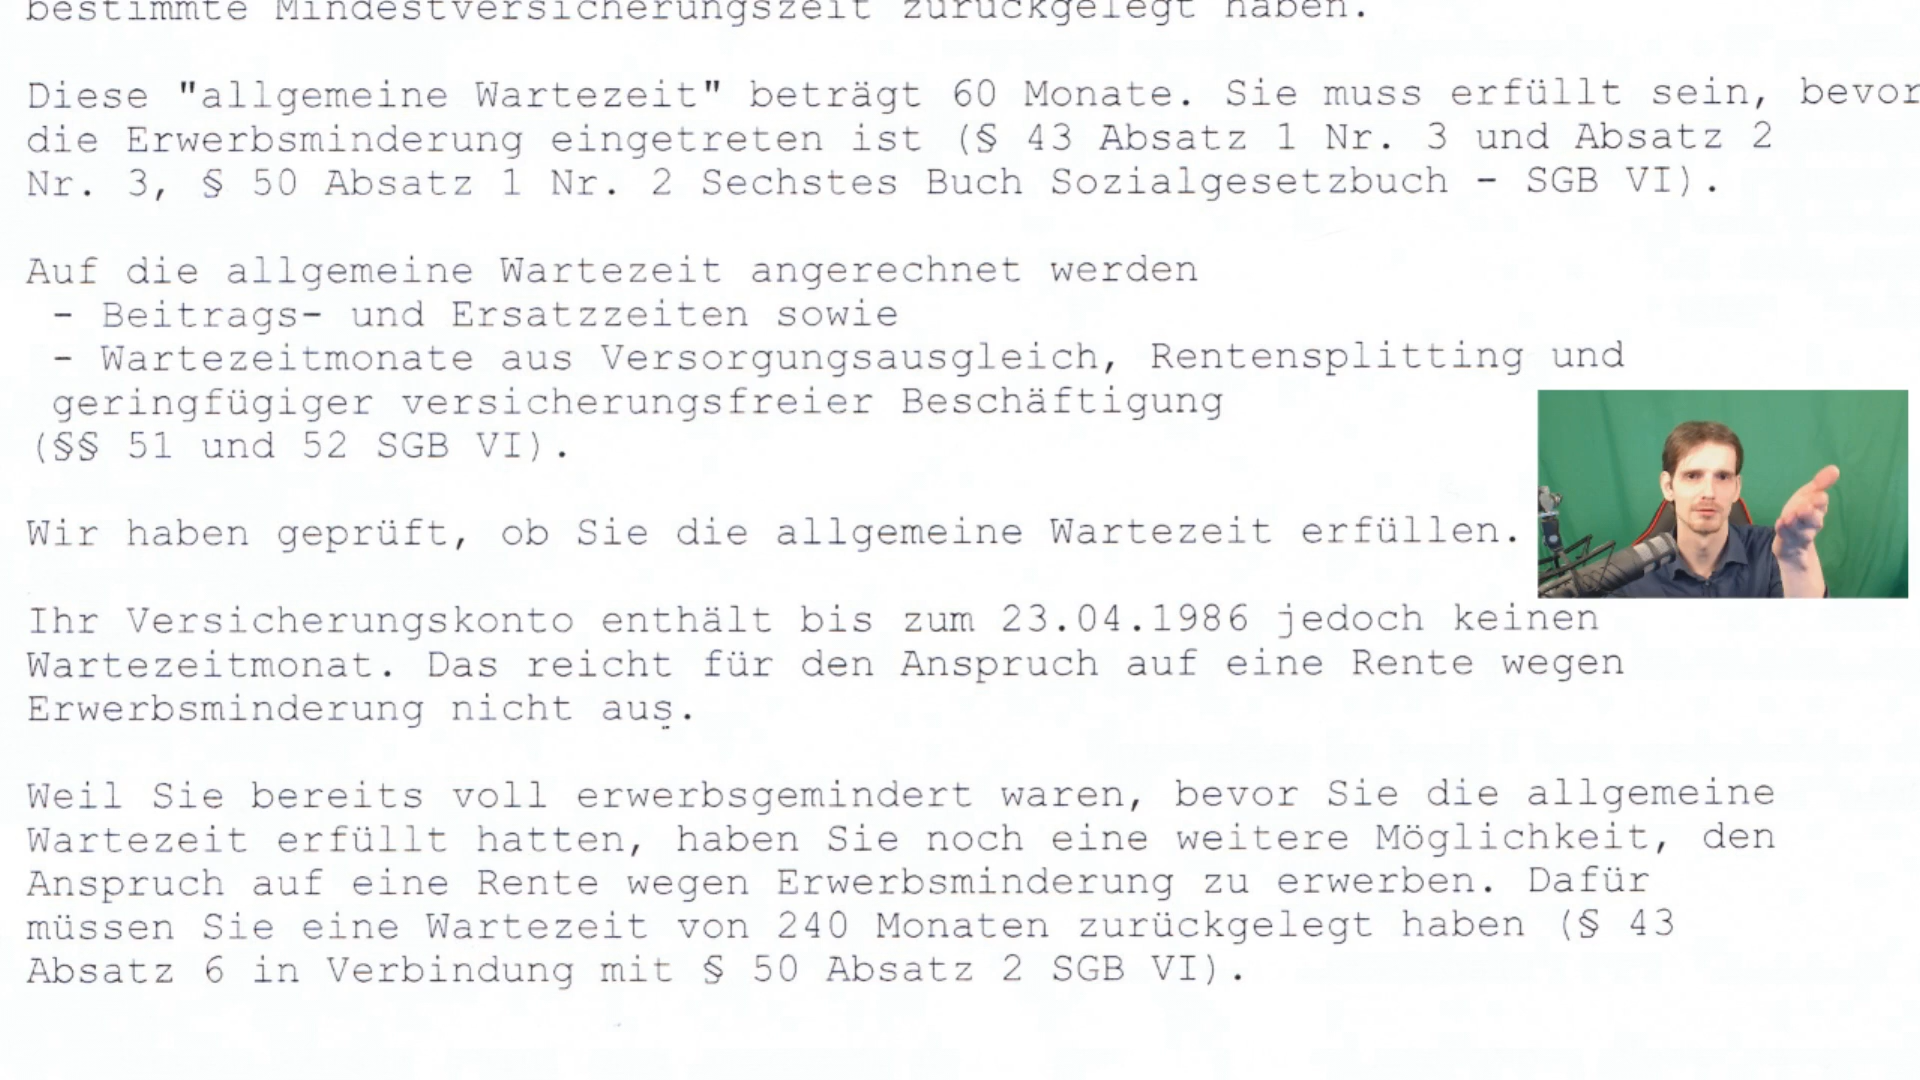 bestimmte Mindestversicherungszeit zurückgelegt haben.
Diese "allgemeine Wartezeit" beträgt 60 Monate. Sie muss erfüllt sein, bevor
die Erwerbsminderung eingetreten ist (§ 43 Absatz 1 Nr. 3 und Absatz 2
Nr. 3, § 50 Absatz 1 Nr. 2 Sechstes Buch Sozialgesetzbuch - SGB VI).
Auf die allgemeine Wartezeit angerechnet werden
- Beitrags- und Ersatzzeiten sowie
- Wartezeitmonate aus Versorgungsausgleich, Rentensplitting und
geringfügiger versicherungsfreier Beschäftigung
(§§ 51 und 52 SGB VI).
Wir haben geprüft, ob Sie die allgemeine Wartezeit erfüllen.
Ihr Versicherungskonto enthält bis zum 23.04.1986 jedoch keinen
Wartezeitmonat. Das reicht für den Anspruch auf eine Rente wegen
Erwerbsminderung nicht aus.
Weil Sie bereits voll erwerbsgemindert waren, bevor Sie die allgemeine
Wartezeit erfüllt hatten, haben Sie noch eine weitere Möglichkeit, den
Anspruch auf eine Rente wegen Erwerbsminderung zu erwerben. Dafür
müssen Sie eine Wartezeit von 240 Monaten zurückgelegt haben (§ 43
Absatz 6 in Verbindung mit § 50 Absatz 2 SGB VI).